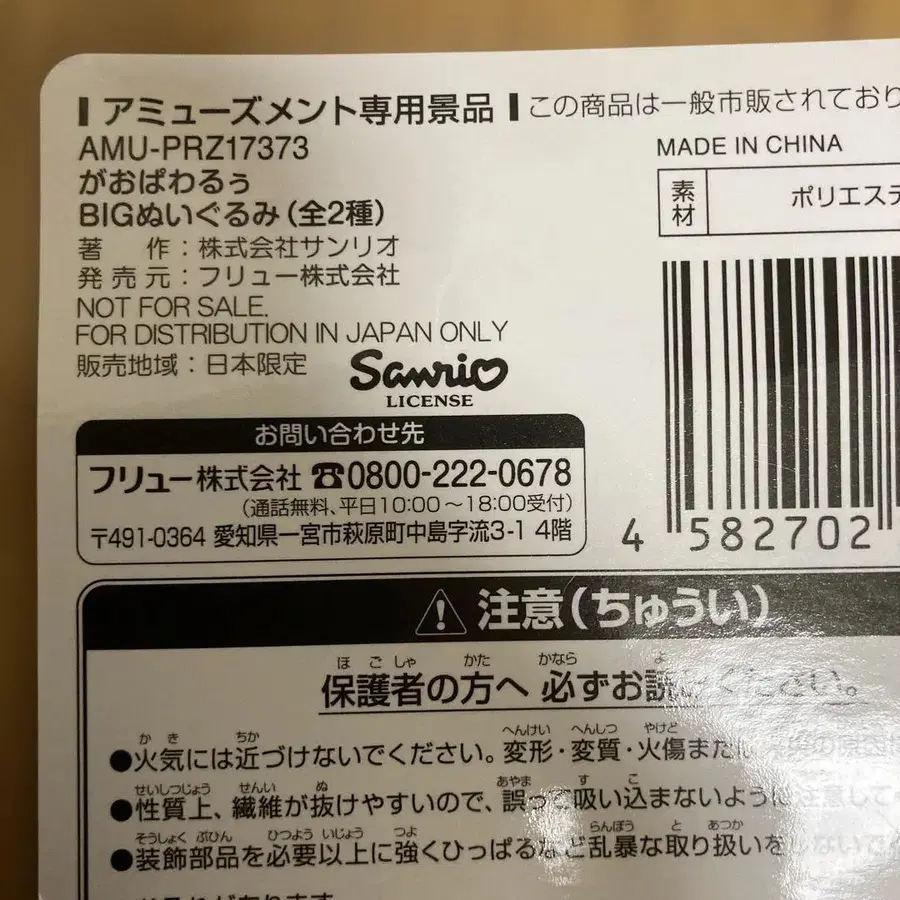 アミューズメント専用景品 この商品は一般市販されており
AMU-PRZ17373
がおぱわるぅ
BIGぬいぐるみ(全2種)
著作:株式会社サンリオ
発売元:フリュー株式会社
NOT FOR SALE.
FOR DISTRIBUTION IN JAPAN ONLY
販売地域:日本限定
Sanrio
LICENSE
MADE IN CHINA
素材 ポリエステ
4 582702
お問い合わせ先
フリュー株式会社 ☎0800-222-0678
(通話無料、平日10:00~18:00受付)
〒491-0364 愛知県一宮市萩原町中島字流3-1 4階
注意(ちゅうい)
ほごしゃ かた かなら よ
保護者の方へ 必ずお読みください。
かき ちか へんけい へんしつ やけど
●火気には近づけないでください。変形・変質・火傷または
せいしつじょう せんい ぬ あやま す こ
●性質上、繊維が抜けやすいので、誤って吸い込まないように注意して
そうしょく ぶひん ひつよう いじょう つよ らんぼう と あつか
●装飾部品を必要以上に強くひっぱるなど乱暴な取り扱いをしないで